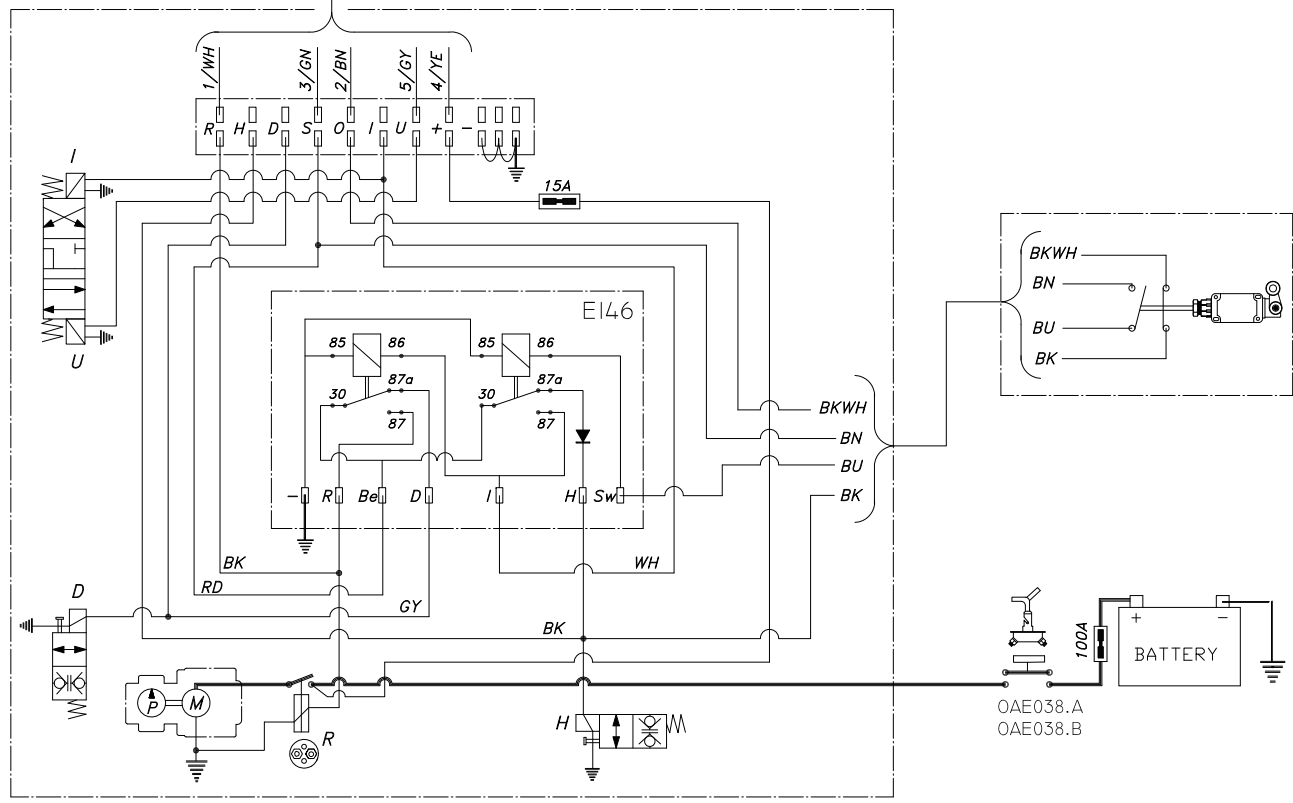 1/WH 3/GN 2/BN 5/GY 4/YE
R H D S O I U + -
I
15A
U
E146
85 86 85 86
87a 87a
30 30
87 87
- R Be D I H Sw
BKWH
BN
BU
BK
BKWH
BN
BU
BK
BK
WH
RD
GY
BK
D
P M
R
H
100A
+ -
BATTERY
OAE038.A
OAE038.B